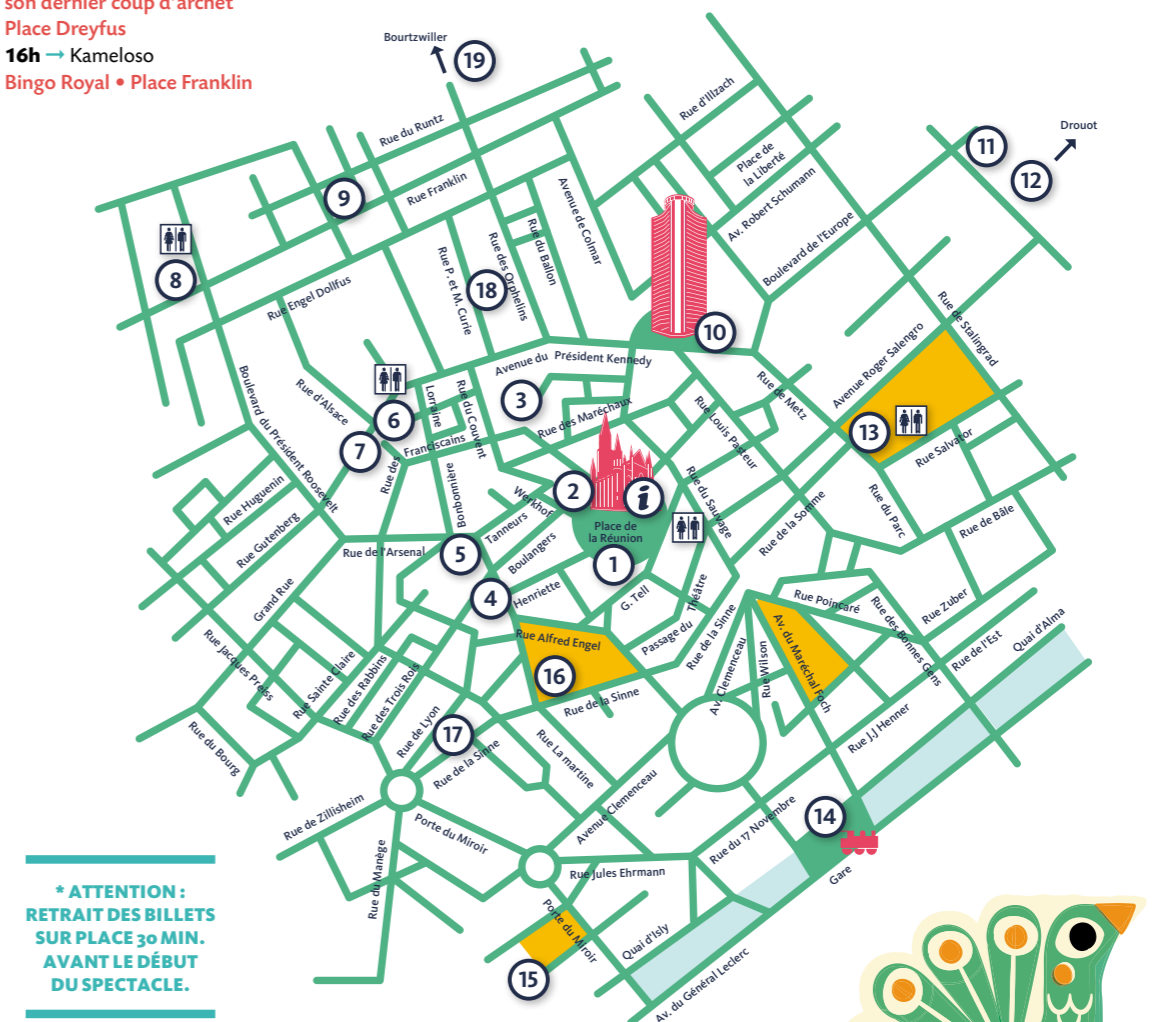 son dernier coup d'archet
Place Dreyfus
16h → Kameloso
Bingo Royal • Place Franklin
Bourtzwiller
19
Rue du Runtz
Rue d'Illzach
Drouot
11
12
Place de
la Liberté
9
Rue Franklin
Avenue de Colmar
Av. Robert Schumann
Boulevard de l'Europe
8
Rue P. et M. Curie
Rue des Orphelins
Rue du Ballon
18
Rue Engel Dollfus
10
Rue de Stalingrad
Avenue du Président Kennedy
Avenue Roger Salengro
Boulevard du Président Roosevelt
Rue d'Alsace
6
Lorraine
Rue du Couvent
3
Rue des Maréchaux
Rue Louis Pasteur
Rue de Metz
13
7
Rue des
Franciscains
Rue Salvator
Rue Huguenin
Rue Gutenberg
Bonbonnière
Werkhof
2
i
Rue du Sauvage
Rue de la Somme
Rue du Parc
Rue de Bâle
Place de
la Réunion
Tanneurs
Boulangers
Rue de l'Arsenal
5
1
4
Henriette
G. Tell
Théâtre
Passage du
Grand Rue
Rue Poincaré
Rue Zuber
Rue des Bonnes Gens
Rue de l'Est
Quai d'Alma
Rue Jacques Preiss
Rue Sainte Claire
Rue des Rabbins
Rue des Trois Rois
Rue Alfred Engel
16
Rue de la Sinne
Rue de la Sinne
Av. Clemenceau
Rue Wilson
Av. du Maréchal Foch
Rue du Bourg
Rue de Lyon
17
Rue de la Sinne
Rue La martine
Rue J.J Henner
Rue de Zillisheim
Porte du Miroir
Avenue Clemenceau
Rue du 17 Novembre
14
Gare
Rue du Manège
Rue Jules Ehrmann
Porte du Miroir
15
Quai d'Isly
Av. du Général Leclerc
* ATTENTION :
RETRAIT DES BILLETS
SUR PLACE 30 MIN.
AVANT LE DÉBUT
DU SPECTACLE.